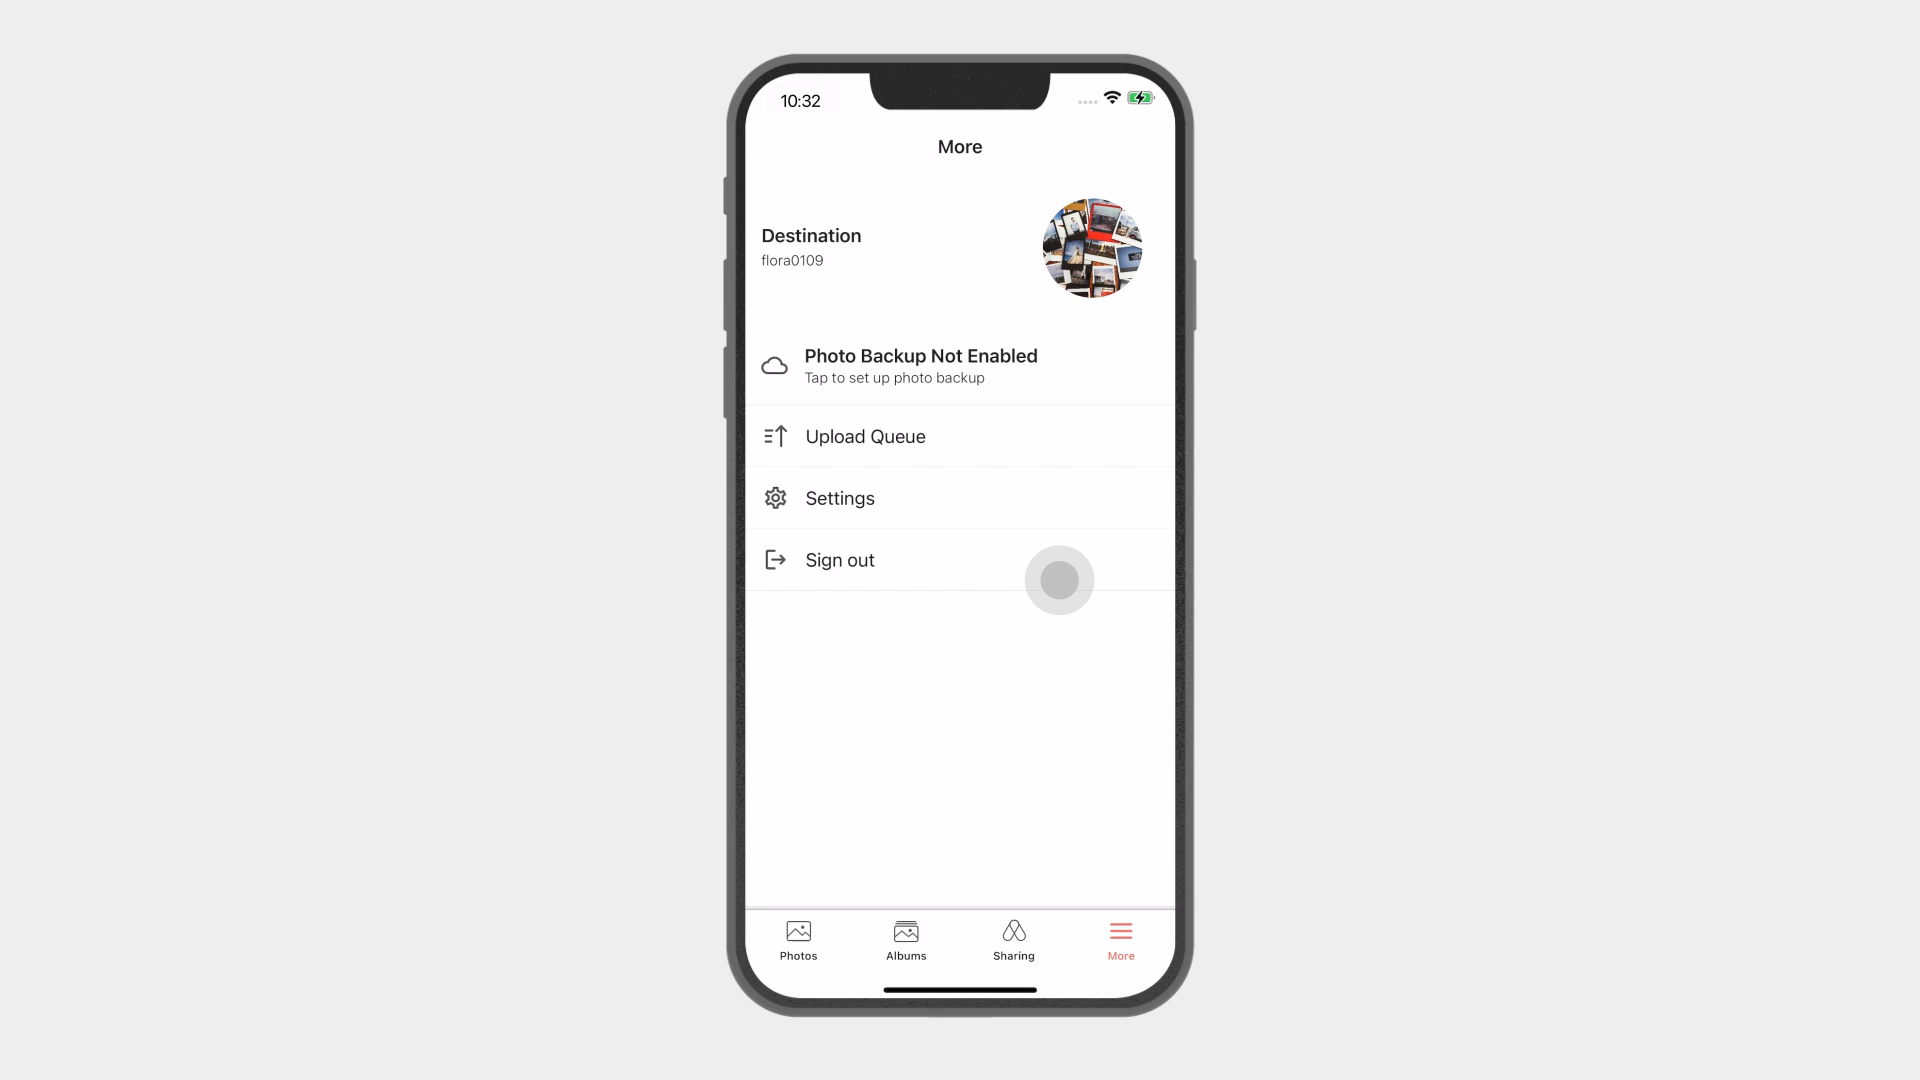 10:32
More
Destination
flora0109
Photo Backup Not Enabled
Tap to set up photo backup
Upload Queue
Settings
Sign out
Photos
Albums
Sharing
More